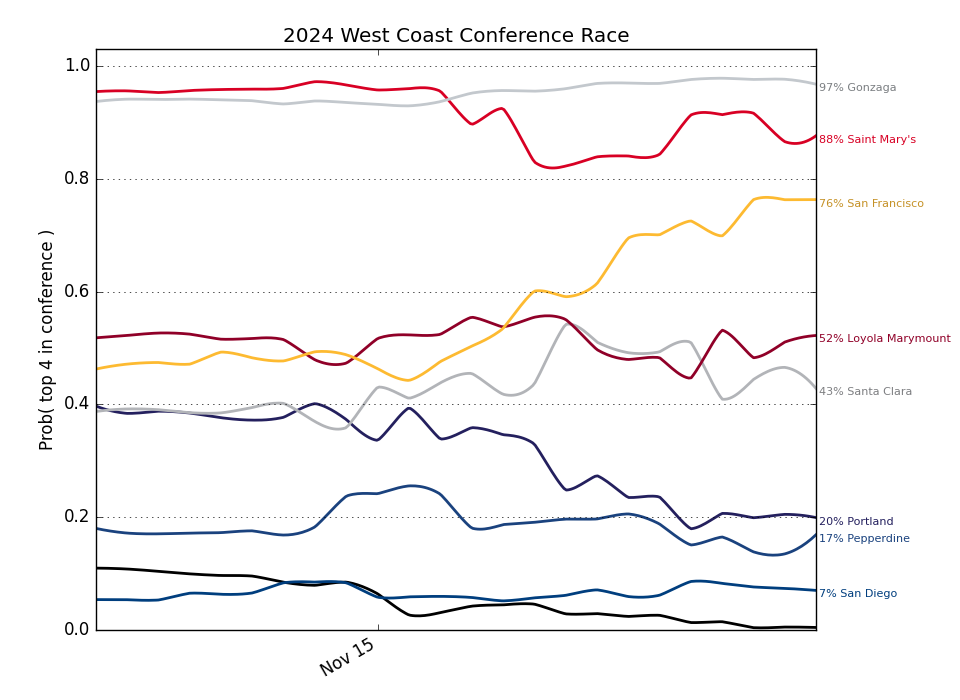 2024 West Coast Conference Race
Prob( top 4 in conference )
1.0
0.8
0.6
0.4
0.2
0.0
Nov 15
97% Gonzaga
88% Saint Mary's
76% San Francisco
52% Loyola Marymount
43% Santa Clara
20% Portland
17% Pepperdine
7% San Diego